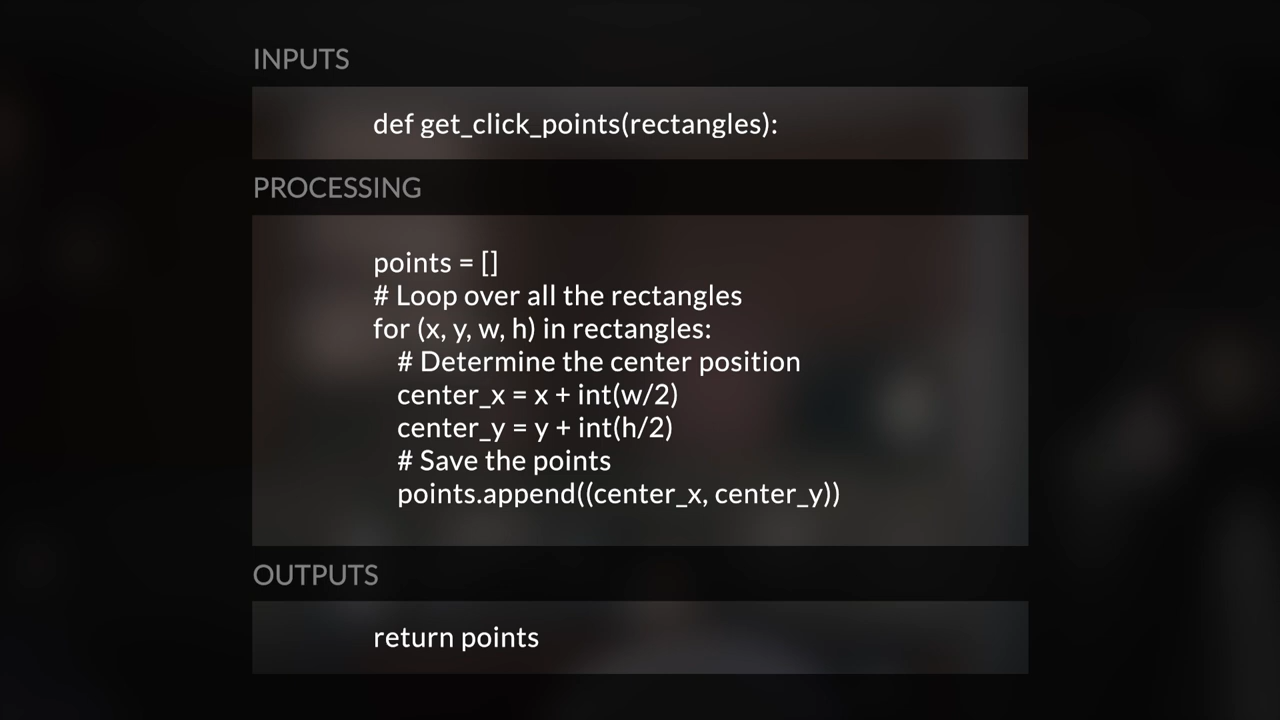 INPUTS
def get_click_points(rectangles):
PROCESSING
points = []
# Loop over all the rectangles
for (x, y, w, h) in rectangles:
# Determine the center position
center_x = x + int(w/2)
center_y = y + int(h/2)
# Save the points
points.append((center_x, center_y))
OUTPUTS
return points